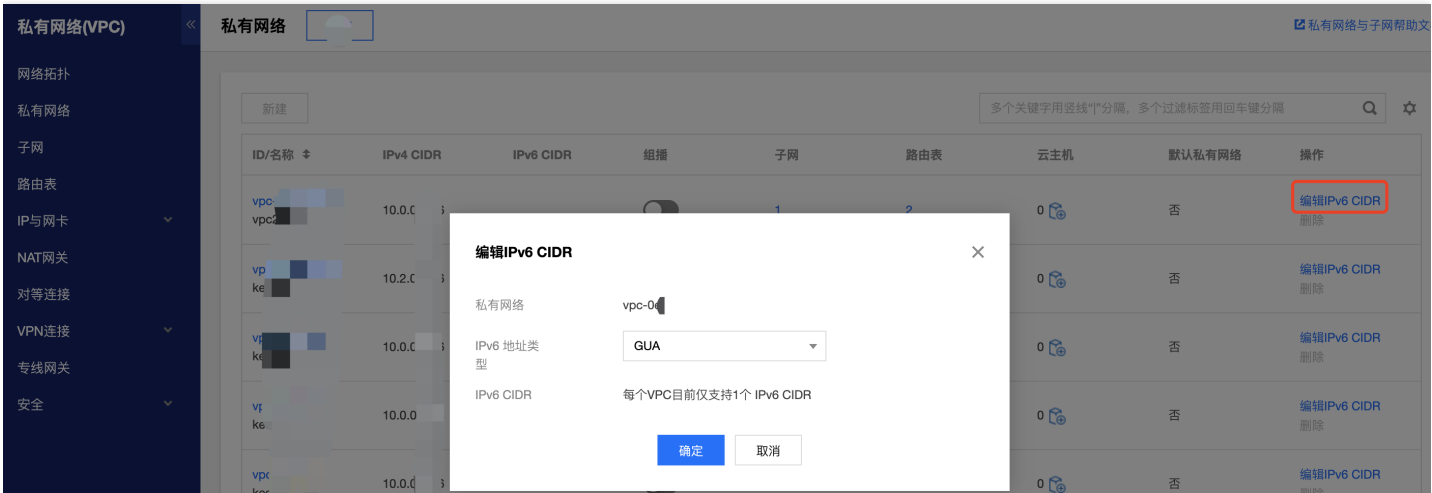 私有网络(VPC)
私有网络
私有网络与子网帮助文
网络拓扑
私有网络
子网
路由表
IP与网卡
NAT网关
对等连接
VPN连接
专线网关
安全
新建
多个关键字用竖线"|"分隔，多个过滤标签用回车键分隔
ID/名称 IPv4 CIDR IPv6 CIDR 组播 子网 路由表 云主机 默认私有网络 操作
vpc- 10.0.0 1 2 0 否 编辑IPv6 CIDR
删除
10.2.0 0 否 编辑IPv6 CIDR
ke 删除
10.0.0 0 否 编辑IPv6 CIDR
ke 删除
10.0.0 0 否 编辑IPv6 CIDR
ke 删除
vpc 10.0.0 0 否 编辑IPv6 CIDR
编辑IPv6 CIDR
私有网络 vpc-0
IPv6 地址类
型
GUA
IPv6 CIDR 每个VPC目前仅支持1个 IPv6 CIDR
确定 取消